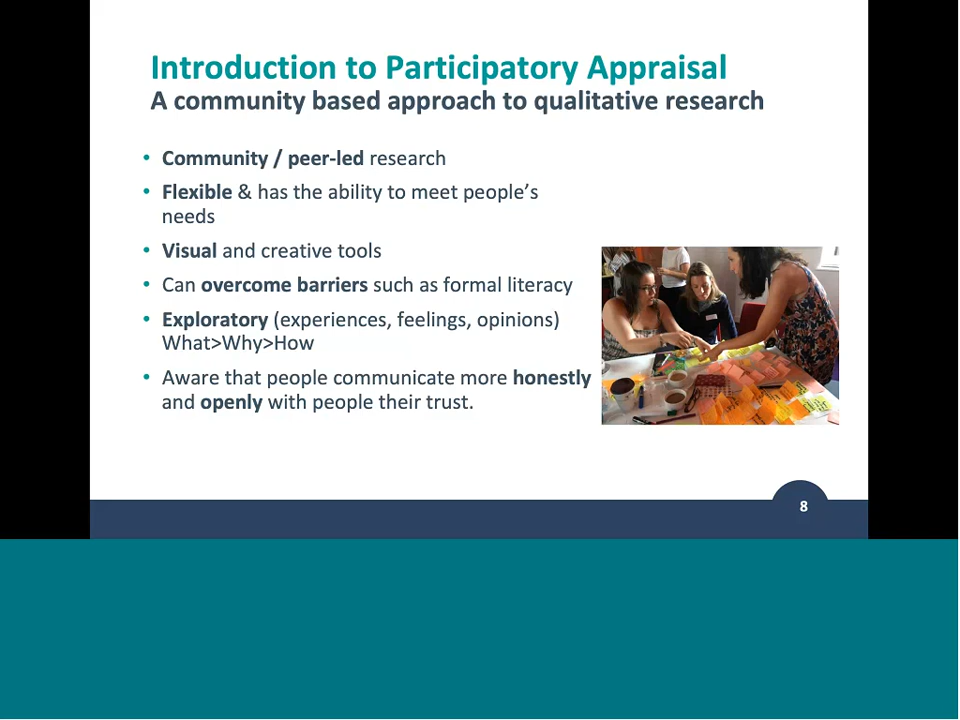 Introduction to Participatory Appraisal
A community based approach to qualitative research
• Community / peer-led research
• Flexible & has the ability to meet people’s
needs
• Visual and creative tools
• Can overcome barriers such as formal literacy
• Exploratory (experiences, feelings, opinions)
What>Why>How
• Aware that people communicate more honestly
and openly with people their trust.
8